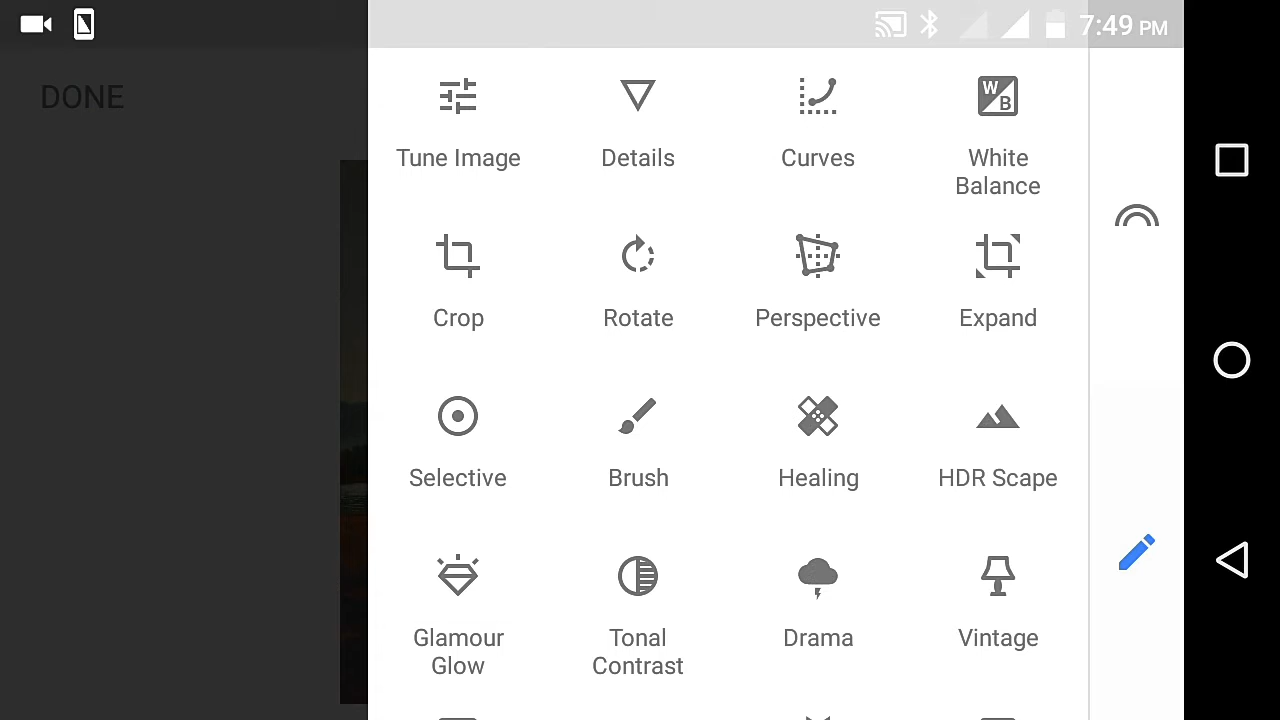 7:49 PM
DONE
Tune Image
Details
Curves
W
B
White
Balance
Crop
Rotate
Perspective
Expand
Selective
Brush
Healing
HDR Scape
Glamour
Glow
Tonal
Contrast
Drama
Vintage